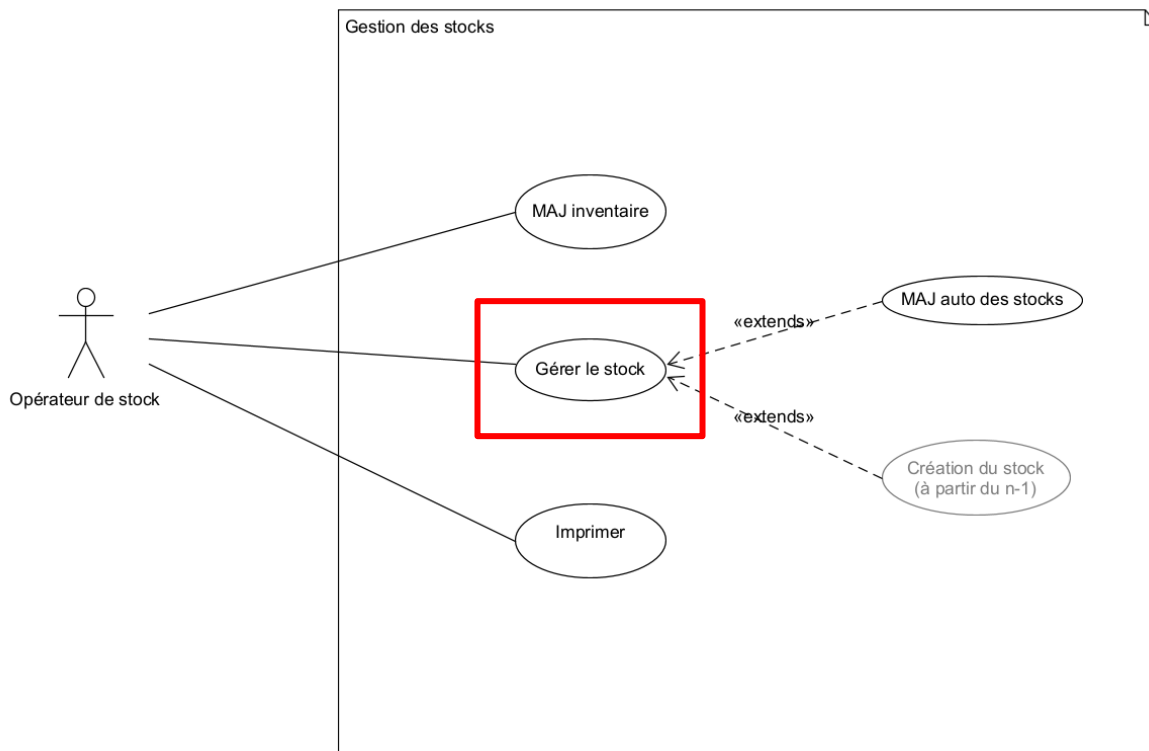 Gestion des stocks
MAJ inventaire
MAJ auto des stocks
«extends»
Gérer le stock
Opérateur de stock
«extends»
Création du stock
(à partir du n-1)
Imprimer